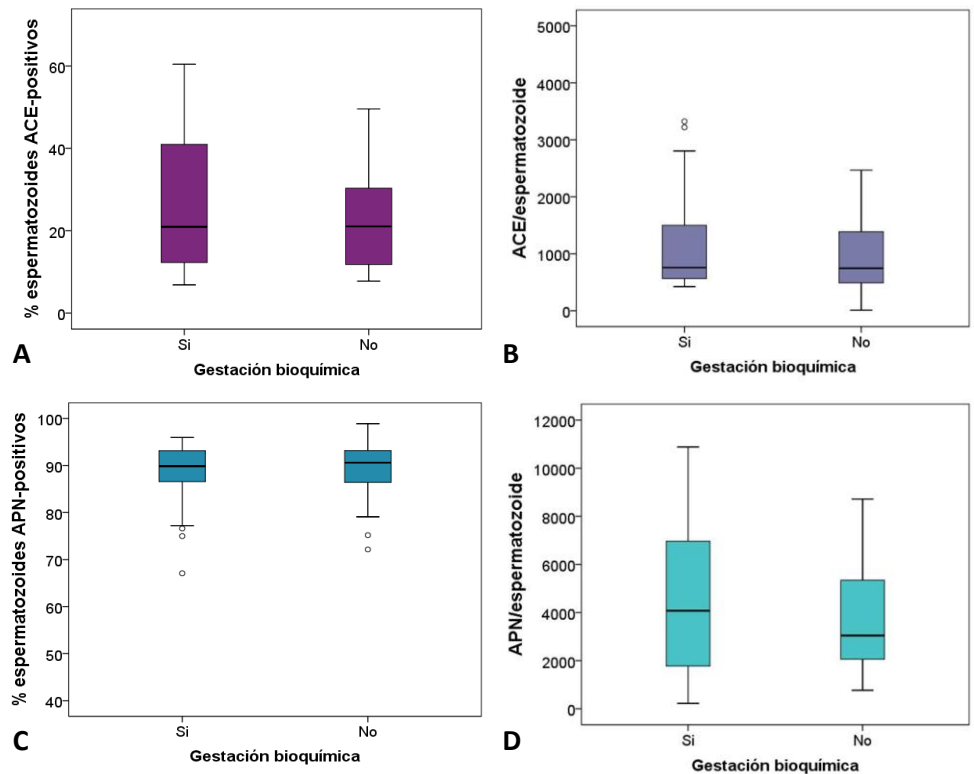 % espermatozoides ACE-positivos
60
40
20
0
Si
No
Gestación bioquímica
A
ACE/espermatozoide
5000
4000
3000
2000
1000
0
Si
No
Gestación bioquímica
B
% espermatozoides APN-positivos
100
90
80
70
60
50
40
Si
No
Gestación bioquímica
C
APN/espermatozoide
12000
10000
8000
6000
4000
2000
0
Si
No
Gestación bioquímica
D